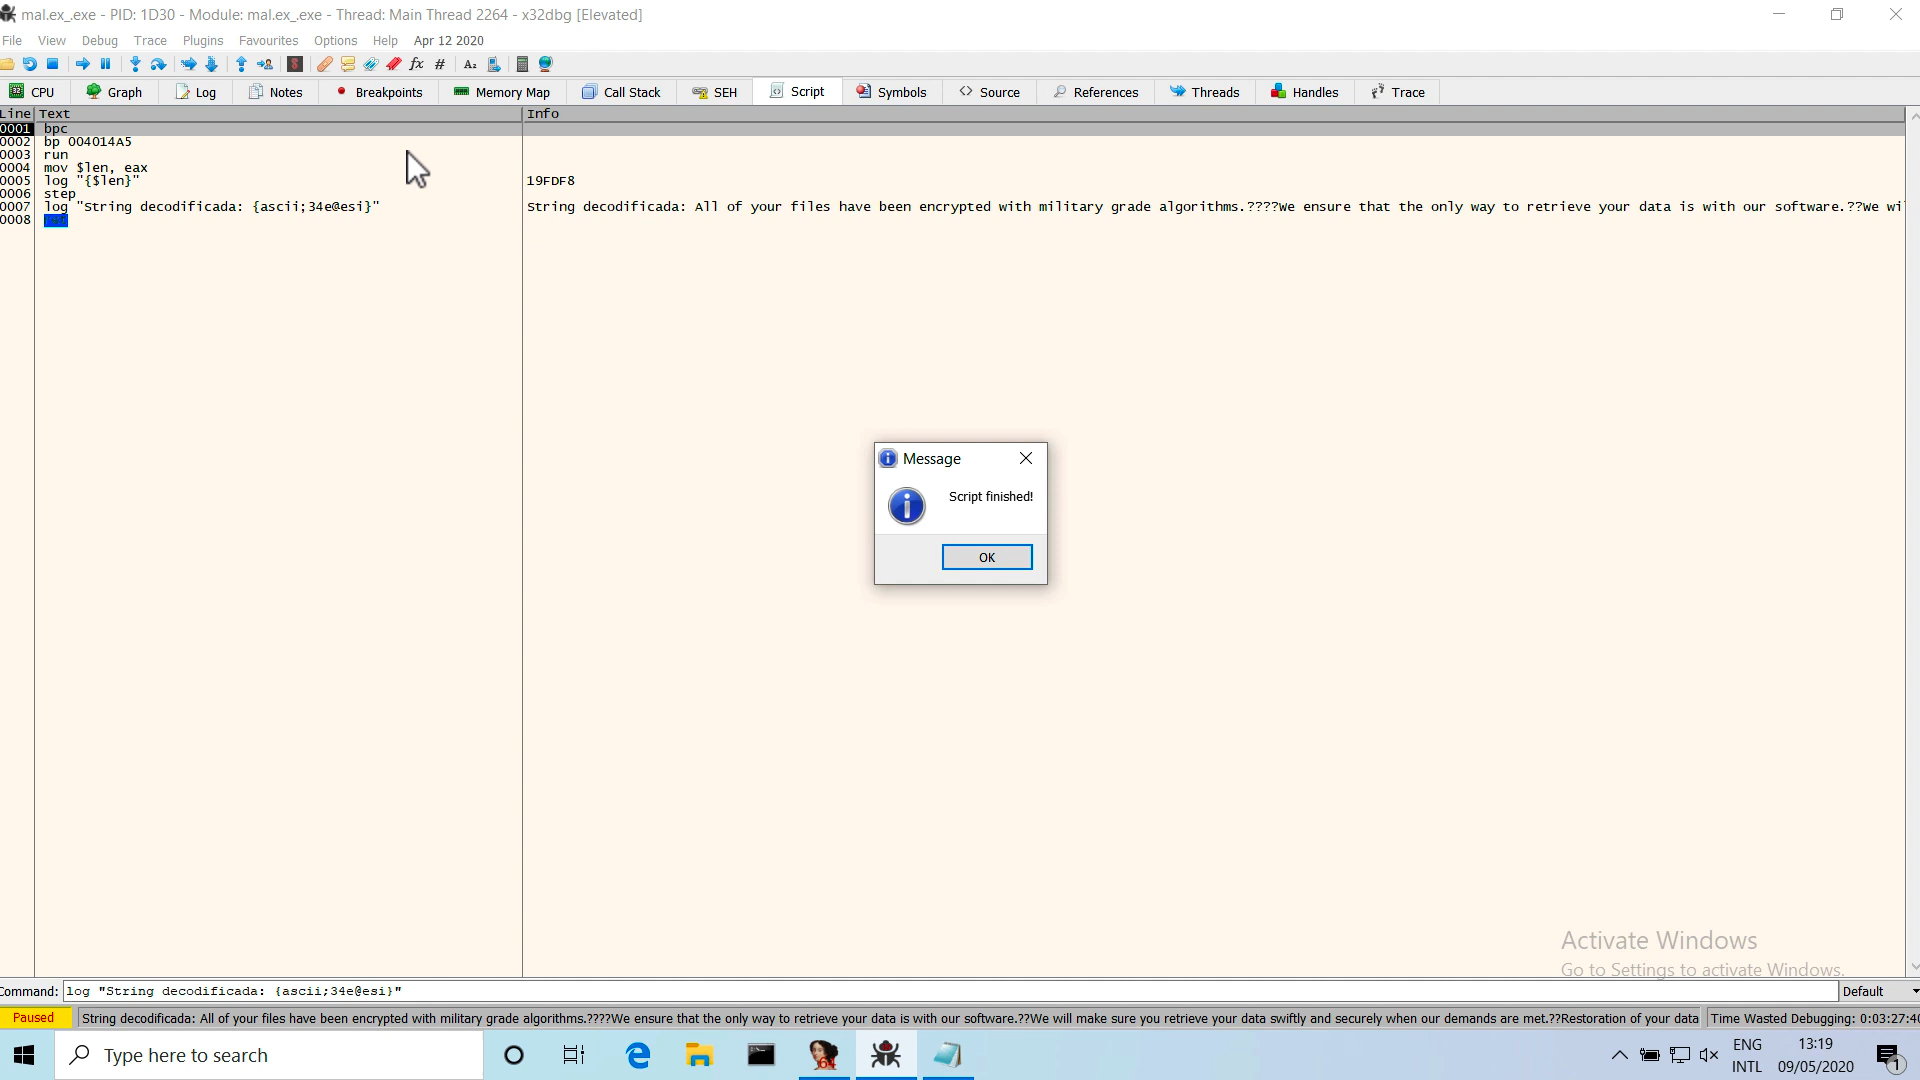 mal.ex_.exe - PID: 1D30 - Module: mal.ex_.exe - Thread: Main Thread 2264 - x32dbg [Elevated]
File View Debug Trace Plugins Favourites Options Help Apr 12 2020
CPU Graph Log Notes Breakpoints Memory Map Call Stack SEH Script Symbols Source References Threads Handles Trace
Line Text Info
0001 bpc
0002 bp 004014A5
0003 run
0004 mov $len, eax
0005 log "{$len}" 19FDF8
0006 step
0007 log "String decodificada: {ascii;34e@esi}" String decodificada: All of your files have been encrypted with military grade algorithms.????We ensure that the only way to retrieve your data is with our software.??We wi
0008
Message
Script finished!
OK
Activate Windows
Go to Settings to activate Windows.
Command: log "String decodificada: {ascii;34e@esi}" Default
Paused String decodificada: All of your files have been encrypted with military grade algorithms.????We ensure that the only way to retrieve your data is with our software.??We will make sure you retrieve your data swiftly and securely when our demands are met.??Restoration of your data Time Wasted Debugging: 0:03:27:4
Type here to search
64
ENG 13:19
INTL 09/05/2020
1